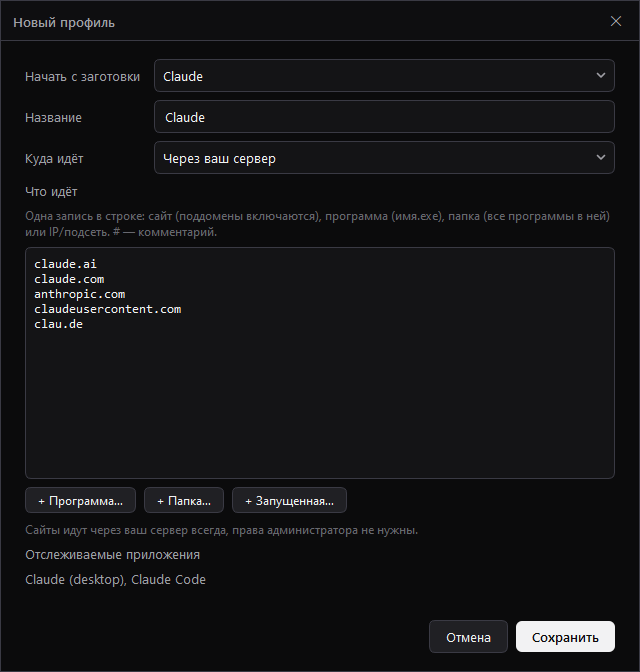 Новый профиль
Начать с заготовки Claude
Название Claude
Куда идёт Через ваш сервер
Что идёт
Одна запись в строке: сайт (поддомены включаются), программа (имя.exe), папка (все программы в ней)
или IP/подсеть. # — комментарий.
claude.ai
claude.com
anthropic.com
claudeusercontent.com
clau.de
+ Программа... + Папка... + Запущенная...
Сайты идут через ваш сервер всегда, права администратора не нужны.
Отслеживаемые приложения
Claude (desktop), Claude Code
Отмена Сохранить